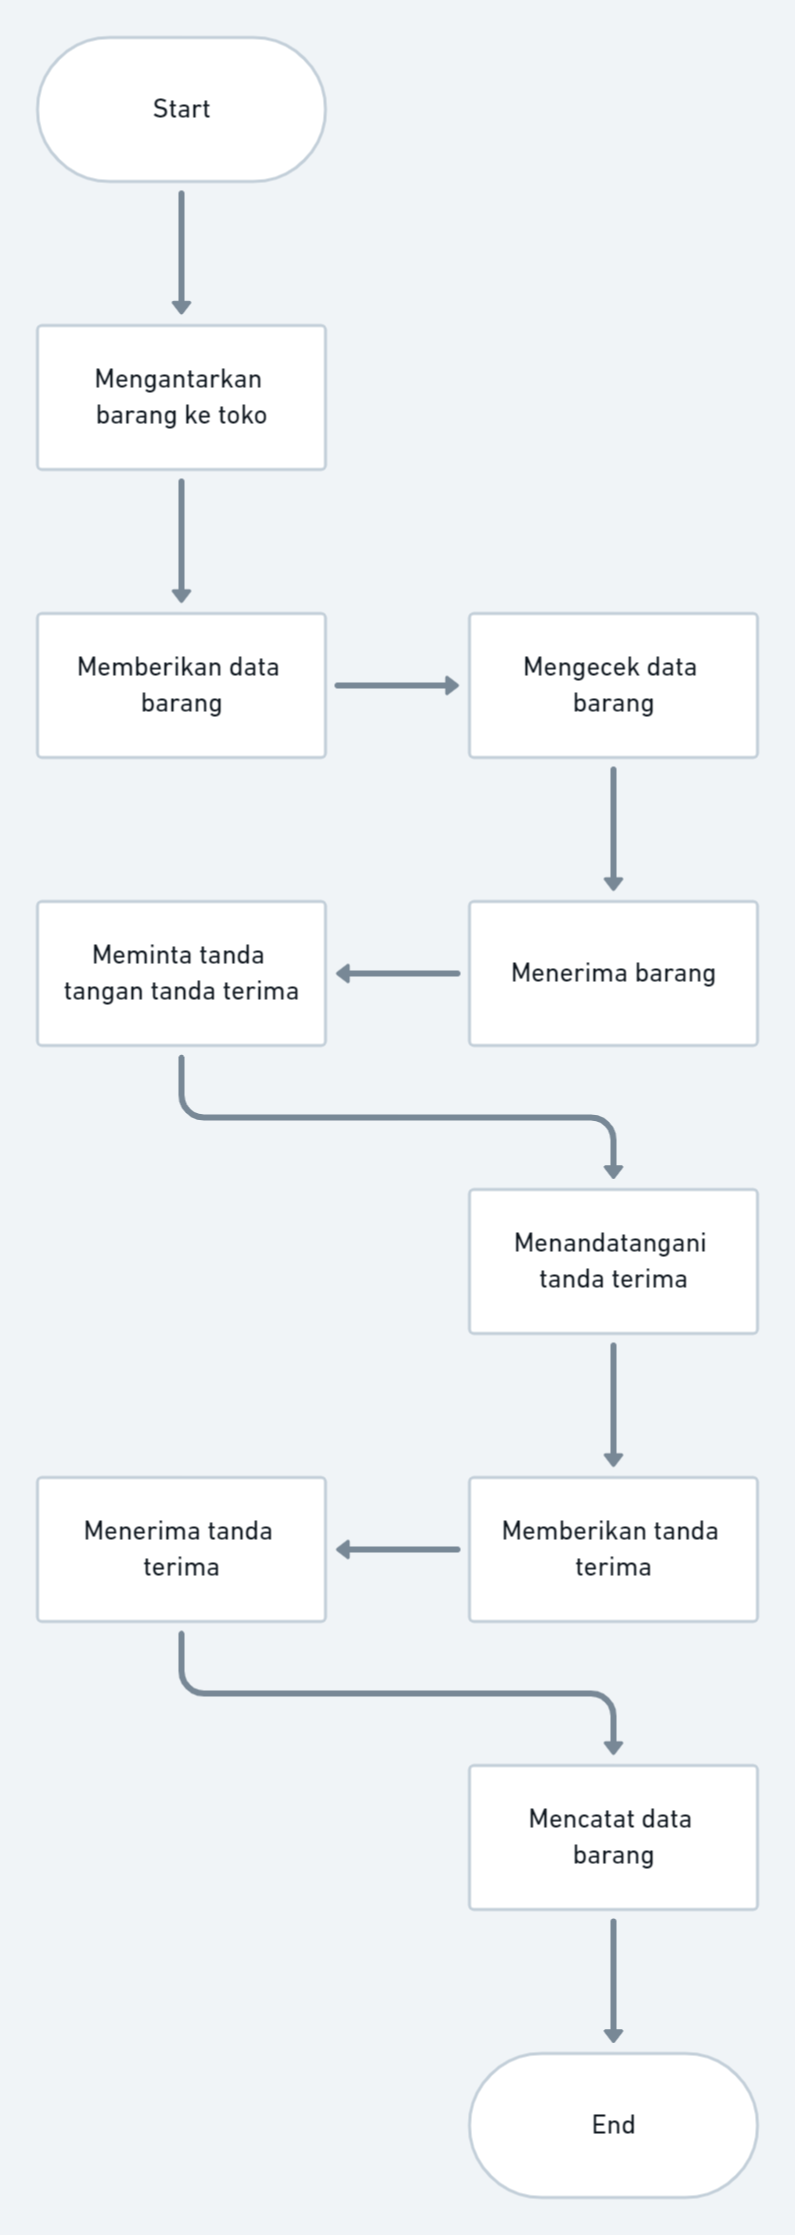 Start
Mengantarkan
barang ke toko
Memberikan data
barang
Mengecek data
barang
Menerima barang
Meminta tanda
tangan tanda terima
Menandatangani
tanda terima
Memberikan tanda
terima
Menerima tanda
terima
Mencatat data
barang
End